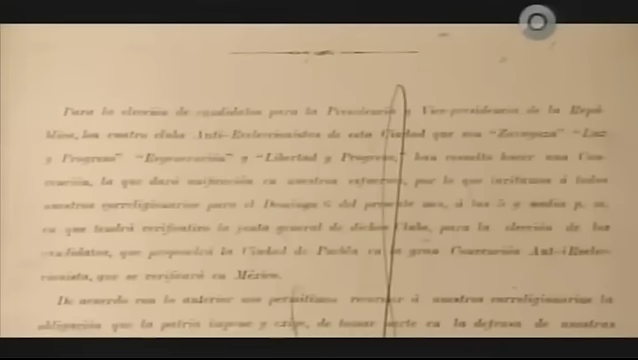 Para la elección de candidatos para la Presidencia y Vice-presidencia de la Repú-
blica, los cuatro clubs Anti-Reeleccionistas de esta Ciudad que son "Zaragoza" "Luz
y Progreso" "Regeneración" y "Libertad y Progreso," han resuelto hacer una Con-
vención, la que dará unificación en nuestros esfuerzos, por lo que invitamos á todos
nuestros correligionarios para el Domingo 6 del presente mes, á las 5 y media p. m.
en que tendrá verificativo la junta general de dichos Clubs, para la elección de los
candidatos, que propondrá la Ciudad de Puebla en la gran Convención Anti-Reelec-
cionista, que se verificará en México.
De acuerdo con lo anterior nos permitimos recordar á nuestros correligionarios la
obligación que la patria impone y exige, de tomar parte en la defensa de nuestras